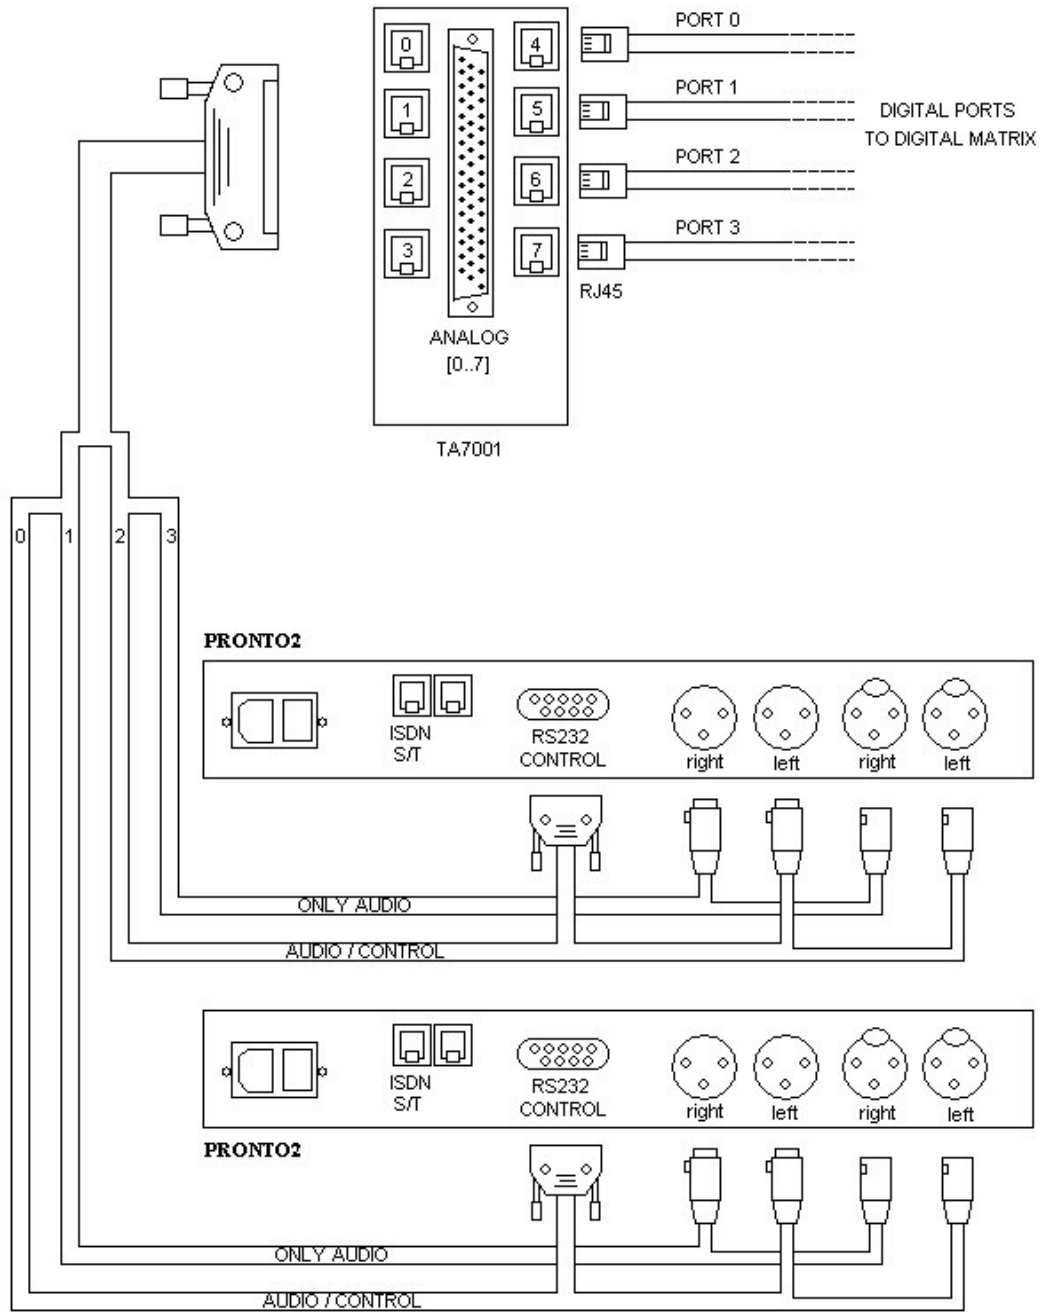 PORT 0
0
4
PORT 1
1
5
DIGITAL PORTS
TO DIGITAL MATRIX
PORT 2
2
6
PORT 3
3
7
RJ45
ANALOG
[0..7]
TA7001
0
1
2
3
PRONTO2
ISDN
S/T
RS232
CONTROL
right
left
right
left
ONLY AUDIO
AUDIO / CONTROL
ISDN
S/T
RS232
CONTROL
right
left
right
left
PRONTO2
ONLY AUDIO
AUDIO / CONTROL